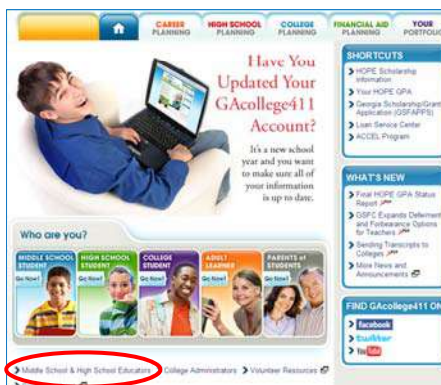 CAREER PLANNING
HIGH SCHOOL PLANNING
COLLEGE PLANNING
FINANCIAL AID PLANNING
YOUR PORTFOLIO
Have You
Updated Your
GAcollege411
Account?
It's a new school
year and you want
to make sure all of
your information
is up to date.
SHORTCUTS
HOPE Scholarship
Information
Your HOPE GPA
Georgia Scholarship/Grant
Application (GSFAPPS)
Loan Service Center
ACCEL Program
WHAT'S NEW
Final HOPE GPA Status
Report
GSFC Expands Deferment
and Forbearance Options
for Teachers
Sending Transcripts to
Colleges
More News and
Announcements
FIND GAcollege411 ON
facebook
twitter
You Tube
Who are you?
MIDDLE SCHOOL STUDENT
Go Now!
HIGH SCHOOL STUDENT
Go Now!
COLLEGE STUDENT
Go Now!
ADULT LEARNER
Go Now!
PARENTS of STUDENTS
Go Now!
Middle School & High School Educators
College Administrators
Volunteer Resources